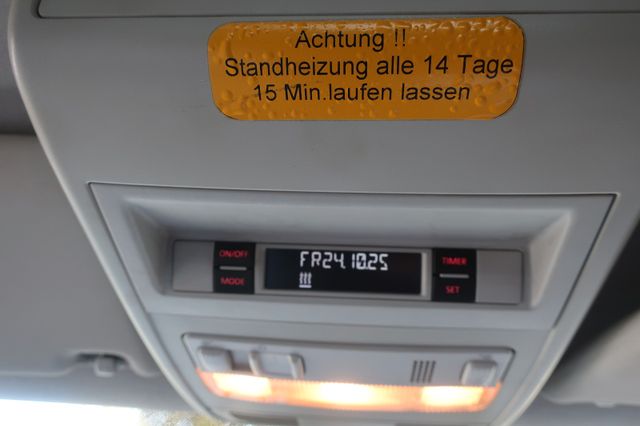 Achtung !!
Standheizung alle 14 Tage
15 Min.laufen lassen
ON/OFF
MODE
FR24.10.25
TIMER
SET